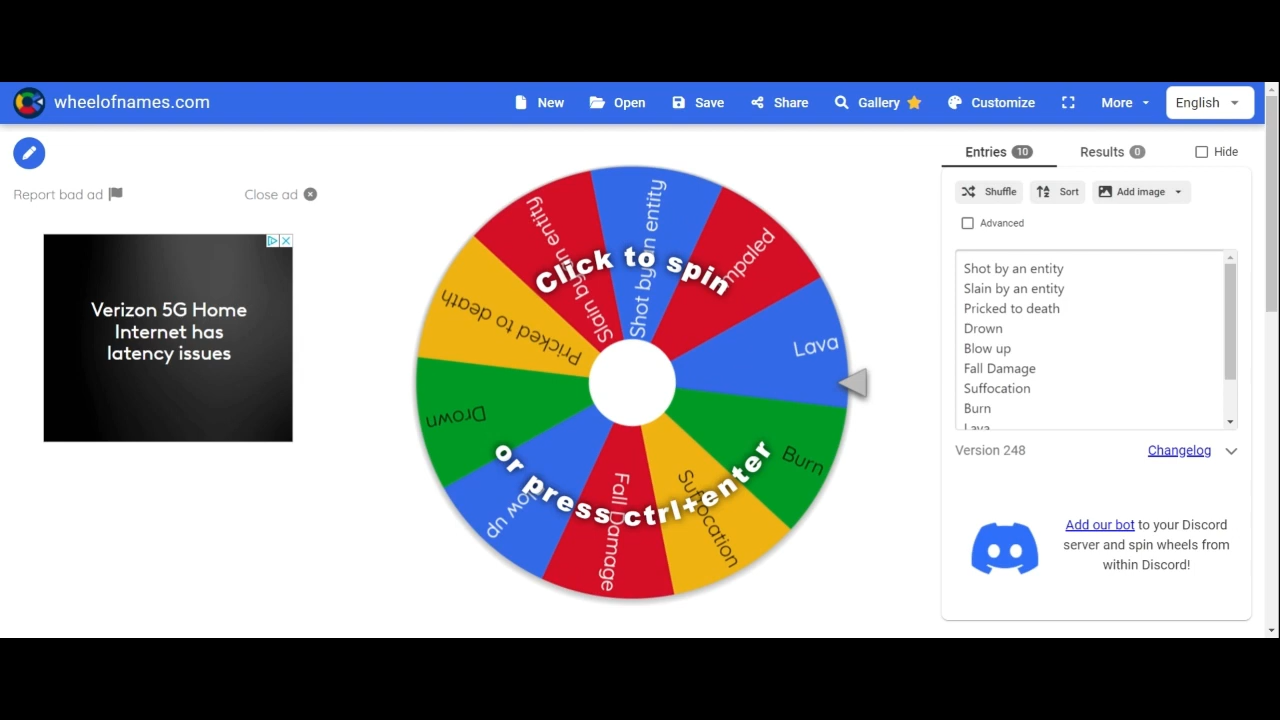 wheelofnames.com
New
Open
Save
Share
Gallery
Customize
More
English
Report bad ad
Close ad
Verizon 5G Home
Internet has
latency issues
Click to spin
or press ctrl+enter
Shot by an entity
Impaled
Lava
Burn
Suffocation
Fall Damage
Blow up
Drown
Pricked to death
Slain by an entity
Entries 10
Results 0
Hide
Shuffle
Sort
Add image
Advanced
Shot by an entity
Slain by an entity
Pricked to death
Drown
Blow up
Fall Damage
Suffocation
Burn
Lava
Version 248
Changelog
Add our bot to your Discord
server and spin wheels from
within Discord!